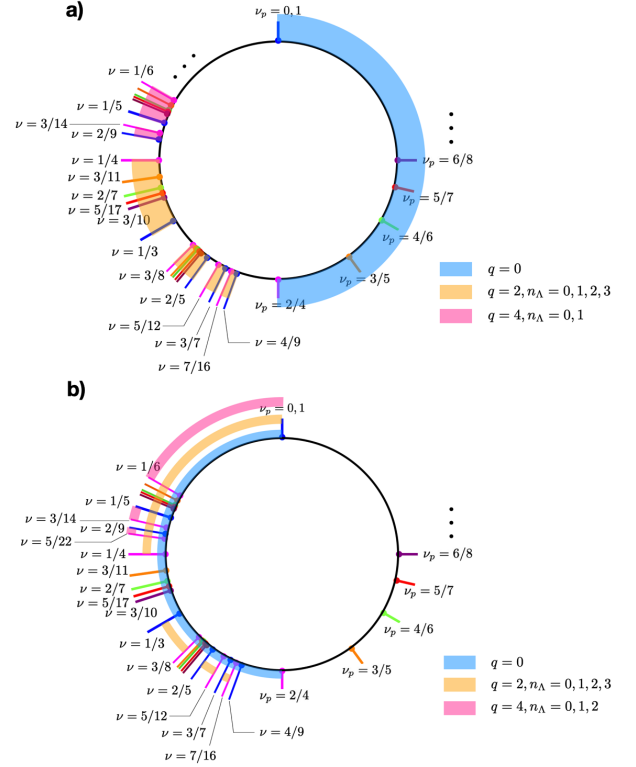 a)
ν_p = 0, 1
ν = 1/6
ν = 1/5
ν = 3/14
ν = 2/9
ν = 1/4
ν = 3/11
ν = 2/7
ν = 5/17
ν = 3/10
ν = 1/3
ν = 3/8
ν = 2/5
ν = 5/12
ν = 3/7
ν = 7/16
ν = 4/9
ν_p = 2/4
ν_p = 3/5
ν_p = 4/6
ν_p = 5/7
ν_p = 6/8
q = 0
q = 2, n_Λ = 0, 1, 2, 3
q = 4, n_Λ = 0, 1
b)
ν_p = 0, 1
ν = 1/6
ν = 1/5
ν = 3/14
ν = 2/9
ν = 5/22
ν = 1/4
ν = 3/11
ν = 2/7
ν = 5/17
ν = 3/10
ν = 1/3
ν = 3/8
ν = 2/5
ν = 5/12
ν = 3/7
ν = 7/16
ν = 4/9
ν_p = 2/4
ν_p = 3/5
ν_p = 4/6
ν_p = 5/7
ν_p = 6/8
q = 0
q = 2, n_Λ = 0, 1, 2, 3
q = 4, n_Λ = 0, 1, 2